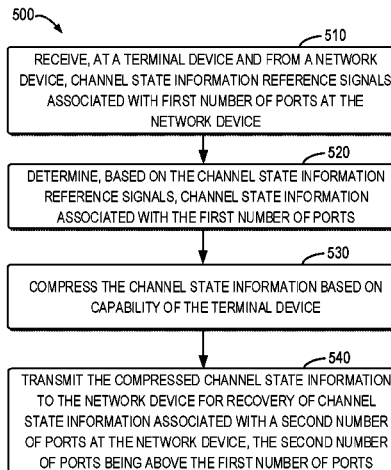 500
510
RECEIVE, AT A TERMINAL DEVICE AND FROM A NETWORK
DEVICE, CHANNEL STATE INFORMATION REFERENCE SIGNALS
ASSOCIATED WITH FIRST NUMBER OF PORTS AT THE
NETWORK DEVICE
520
DETERMINE, BASED ON THE CHANNEL STATE INFORMATION
REFERENCE SIGNALS, CHANNEL STATE INFORMATION
ASSOCIATED WITH THE FIRST NUMBER OF PORTS
530
COMPRESS THE CHANNEL STATE INFORMATION BASED ON
CAPABILITY OF THE TERMINAL DEVICE
540
TRANSMIT THE COMPRESSED CHANNEL STATE INFORMATION
TO THE NETWORK DEVICE FOR RECOVERY OF CHANNEL
STATE INFORMATION ASSOCIATED WITH A SECOND NUMBER
OF PORTS AT THE NETWORK DEVICE, THE SECOND NUMBER
OF PORTS BEING ABOVE THE FIRST NUMBER OF PORTS